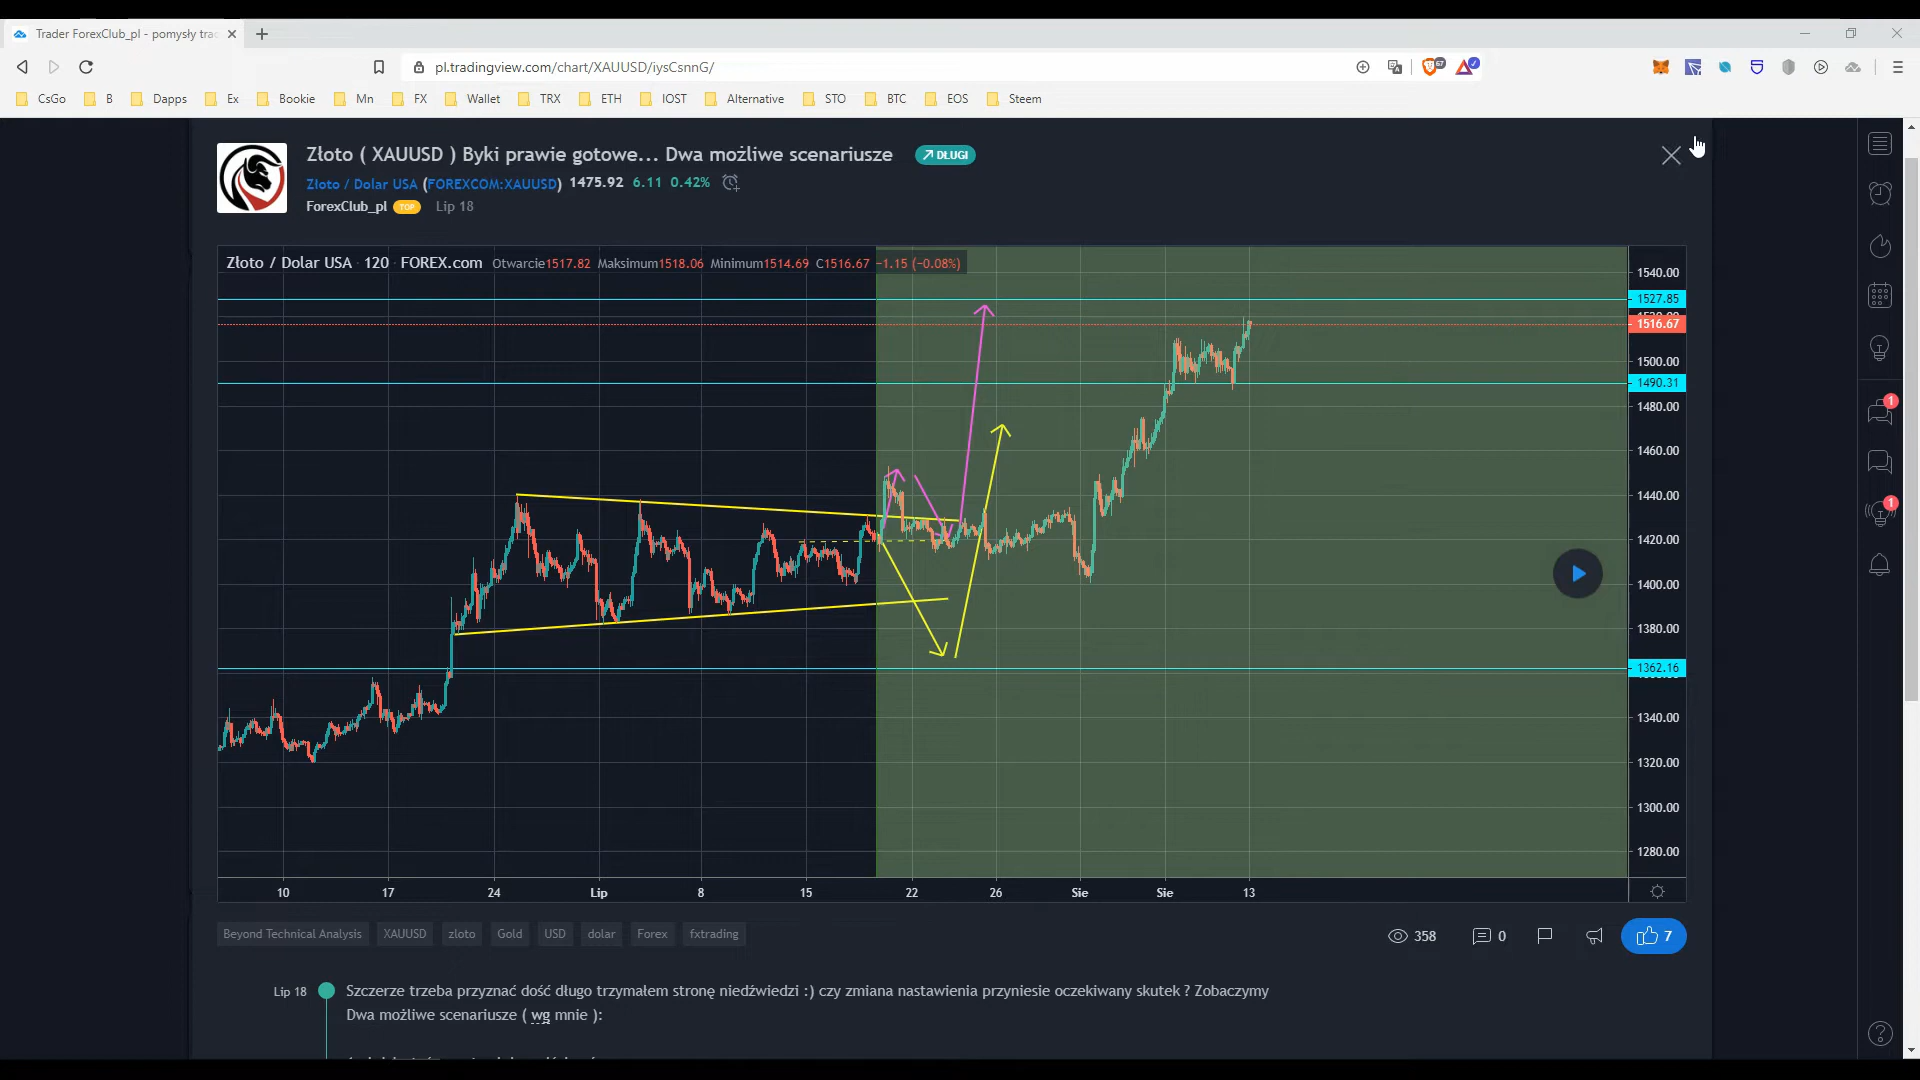 Trader ForexClub_pl - pomysły tra
pl.tradingview.com/chart/XAUUSD/iysCsnnG/
67
CsGo B Dapps Ex Bookie Mn FX Wallet TRX ETH IOST Alternative STO BTC EOS Steem
Złoto ( XAUUSD ) Byki prawie gotowe... Dwa możliwe scenariusze DŁUGI
Złoto / Dolar USA (FOREXCOM:XAUUSD) 1475.92 6.11 0.42%
ForexClub_pl TOP Lip 18
Złoto / Dolar USA · 120 · FOREX.com Otwarcie1517.82 Maksimum1518.06 Minimum1514.69 C1516.67 −1.15 (−0.08%)
1540.00
1527.85
1516.67
1500.00
1490.31
1480.00
1460.00
1440.00
1420.00
1400.00
1380.00
1362.16
1340.00
1320.00
1300.00
1280.00
1
1
10 17 24 Lip 8 15 22 26 Sie Sie 13
Beyond Technical Analysis XAUUSD zloto Gold USD dolar Forex fxtrading
358 0 7
Lip 18 Szczerze trzeba przyznać dość długo trzymałem stronę niedźwiedzi :) czy zmiana nastawienia przyniesie oczekiwany skutek ? Zobaczymy
Dwa możliwe scenariusze ( wg mnie ):